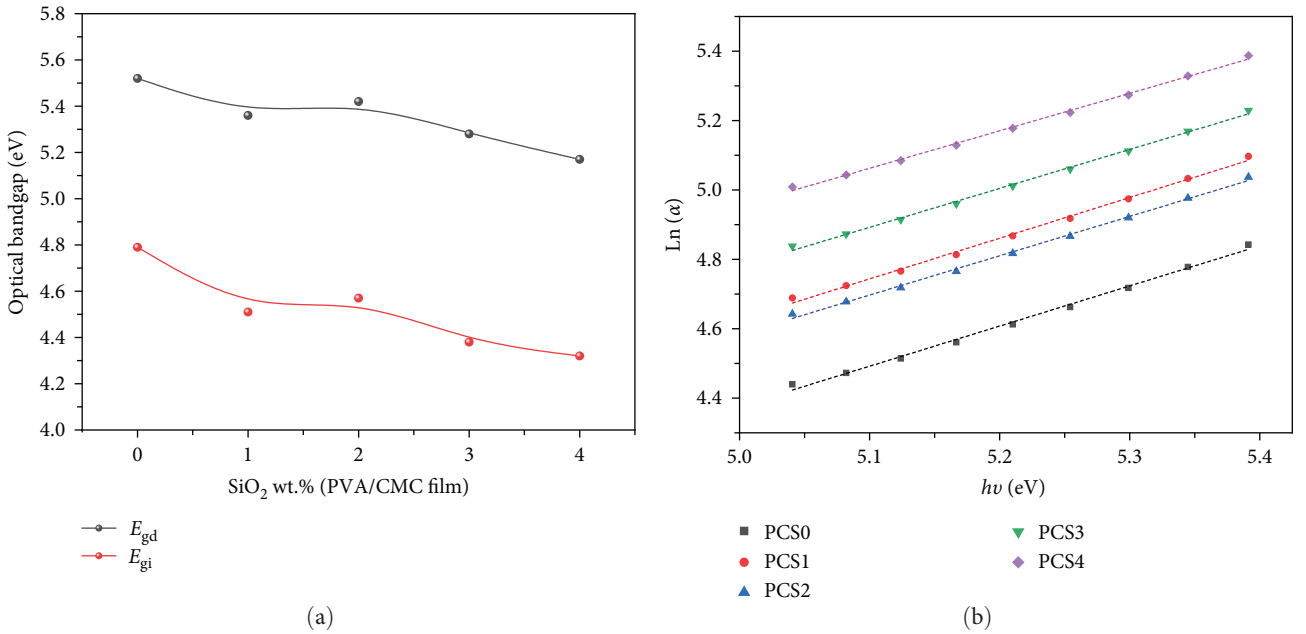 5.8
5.6
5.4
5.2
5.0
4.8
4.6
4.4
4.2
4.0
Optical bandgap (eV)
0 1 2 3 4
SiO2 wt.% (PVA/CMC film)
Egd
Egi
(a)
5.4
5.2
5.0
4.8
4.6
4.4
Ln (α)
5.0 5.1 5.2 5.3 5.4
hν (eV)
PCS0
PCS1
PCS2
PCS3
PCS4
(b)